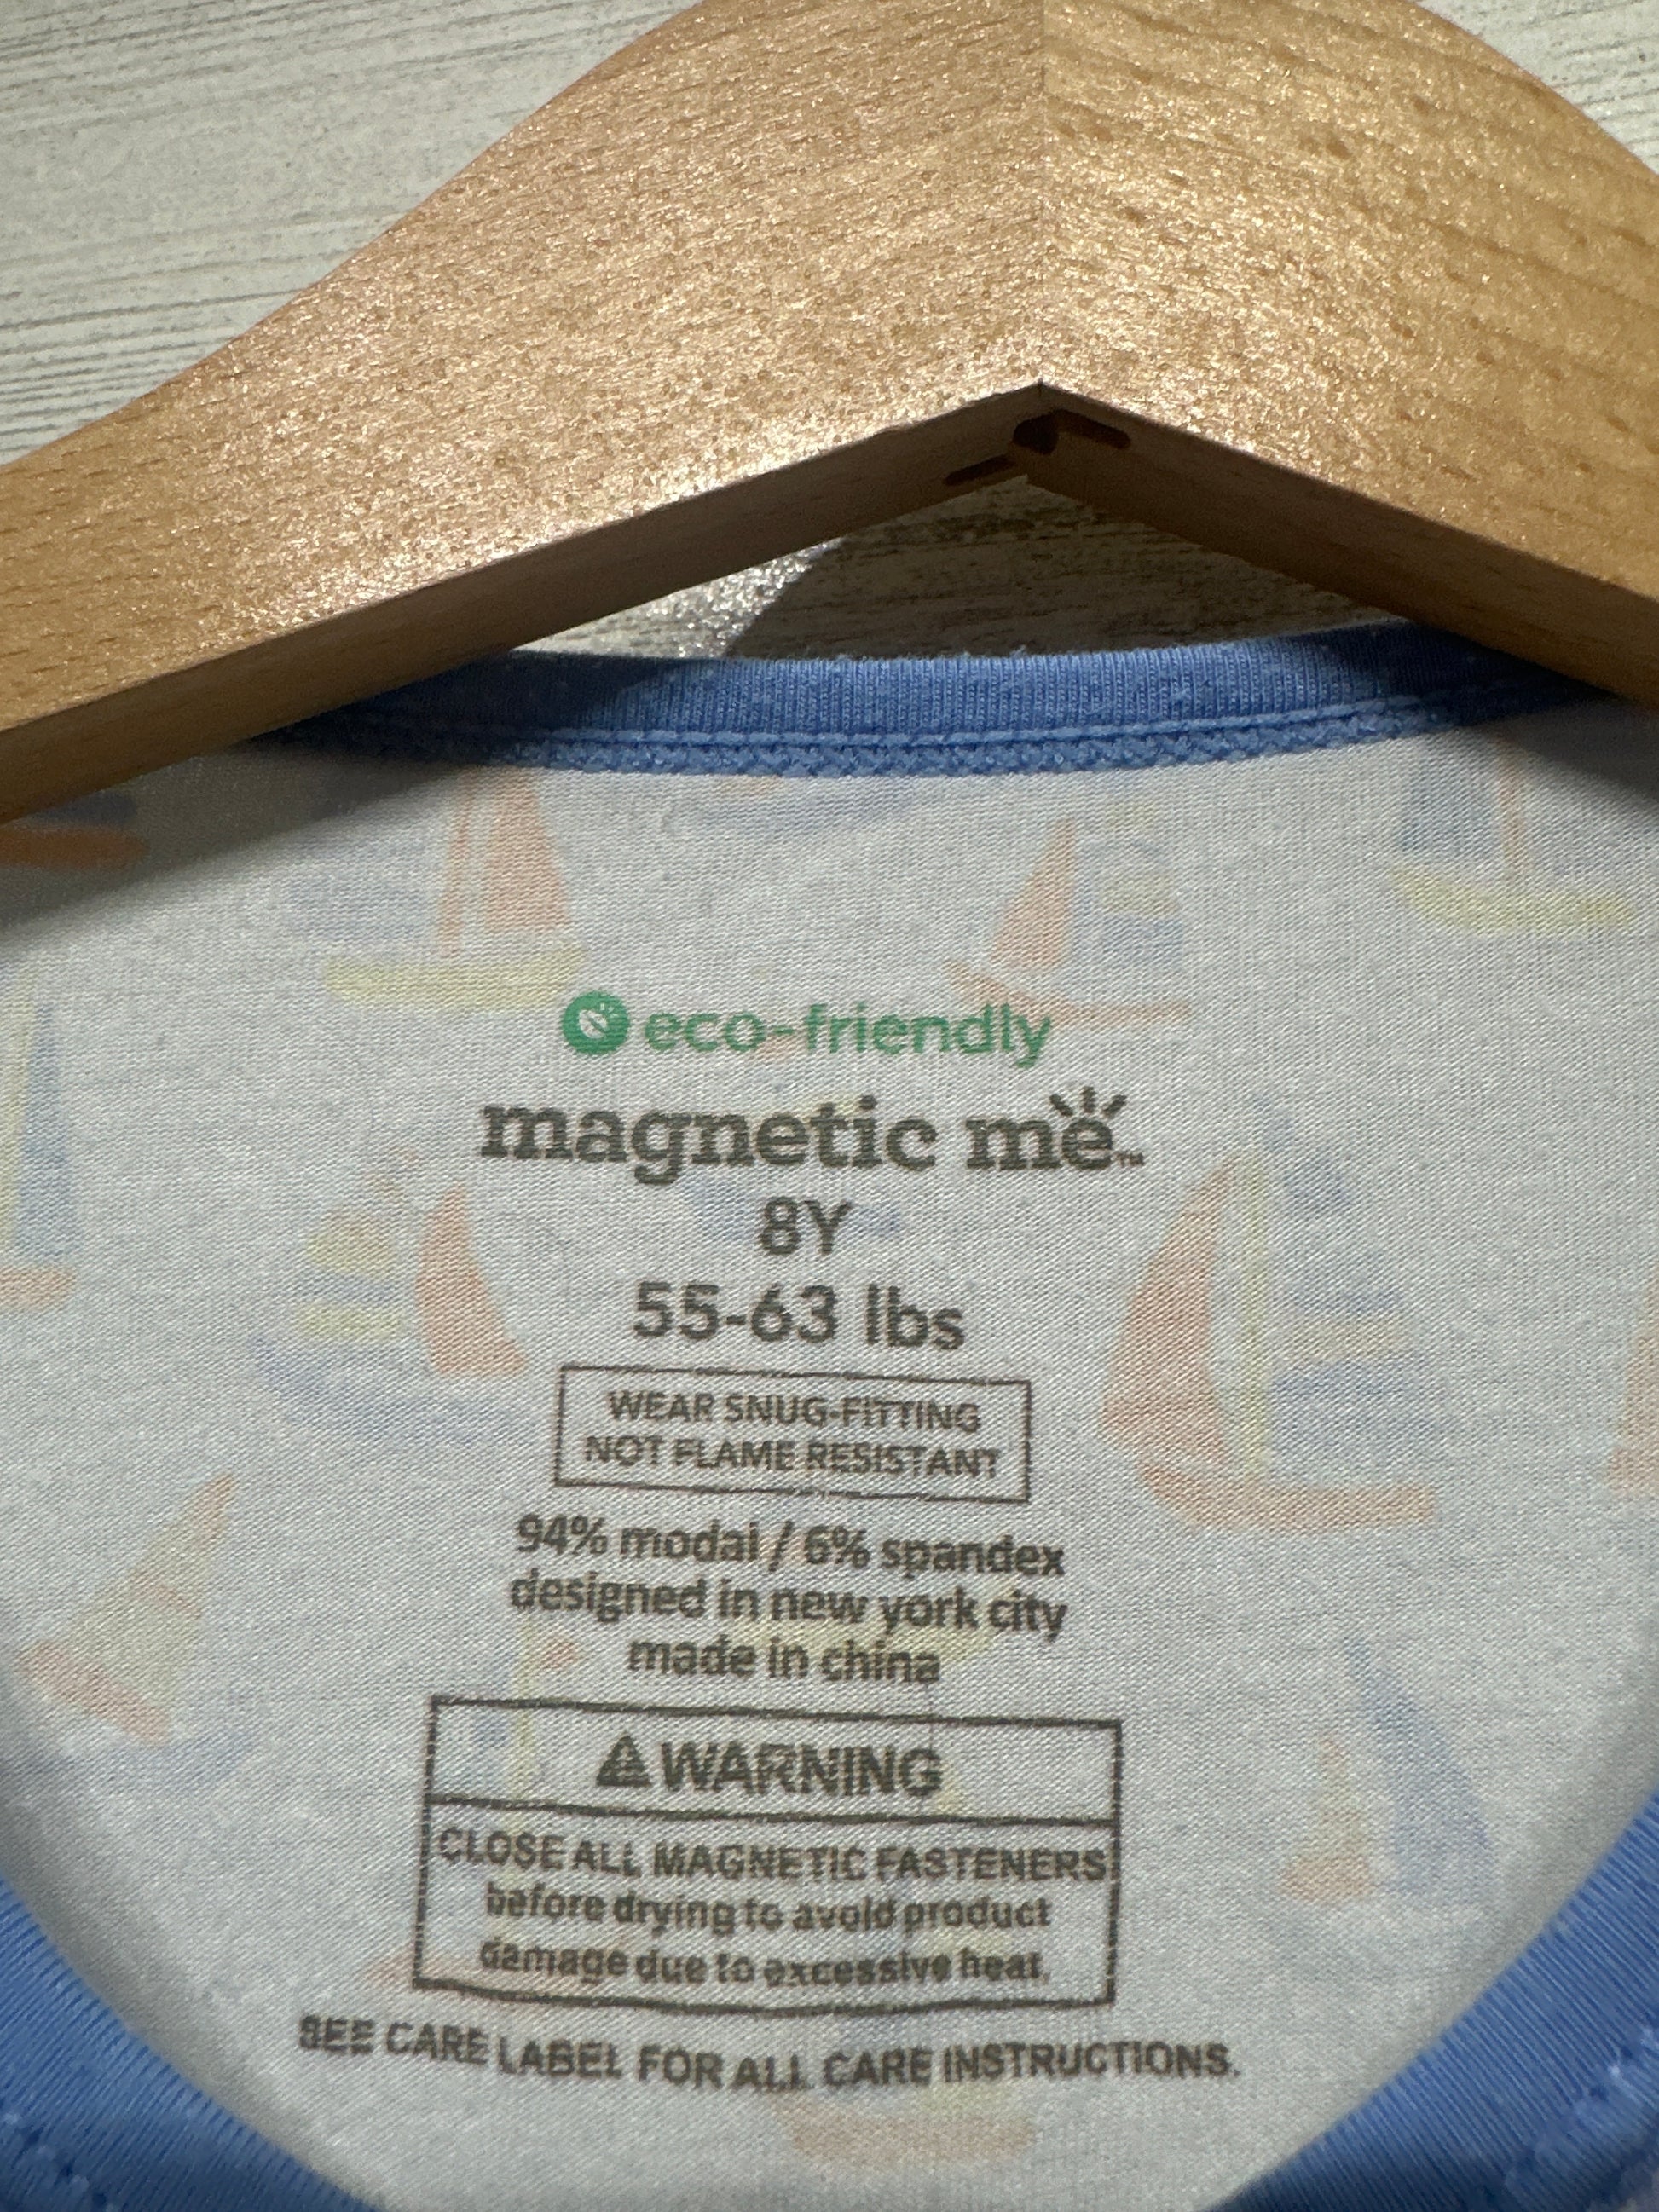 eco-friendly
magnetic me™
8Y
55-63 lbs
WEAR SNUG-FITTING
NOT FLAME RESISTANT
94% modal / 6% spandex
designed in new york city
made in china
⚠WARNING
CLOSE ALL MAGNETIC FASTENERS
before drying to avoid product
damage due to excessive heat.
SEE CARE LABEL FOR ALL CARE INSTRUCTIONS.